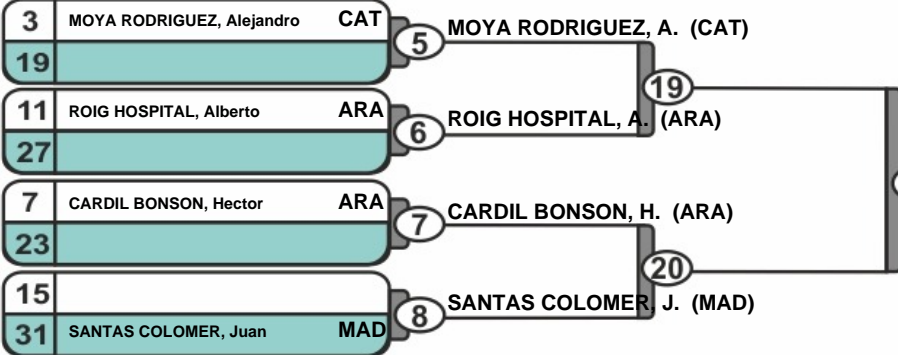 3 MOYA RODRIGUEZ, Alejandro CAT
19
5 MOYA RODRIGUEZ, A. (CAT)
19
11 ROIG HOSPITAL, Alberto ARA
27
6 ROIG HOSPITAL, A. (ARA)
7 CARDIL BONSON, Hector ARA
23
7 CARDIL BONSON, H. (ARA)
20
15
31 SANTAS COLOMER, Juan MAD
8 SANTAS COLOMER, J. (MAD)